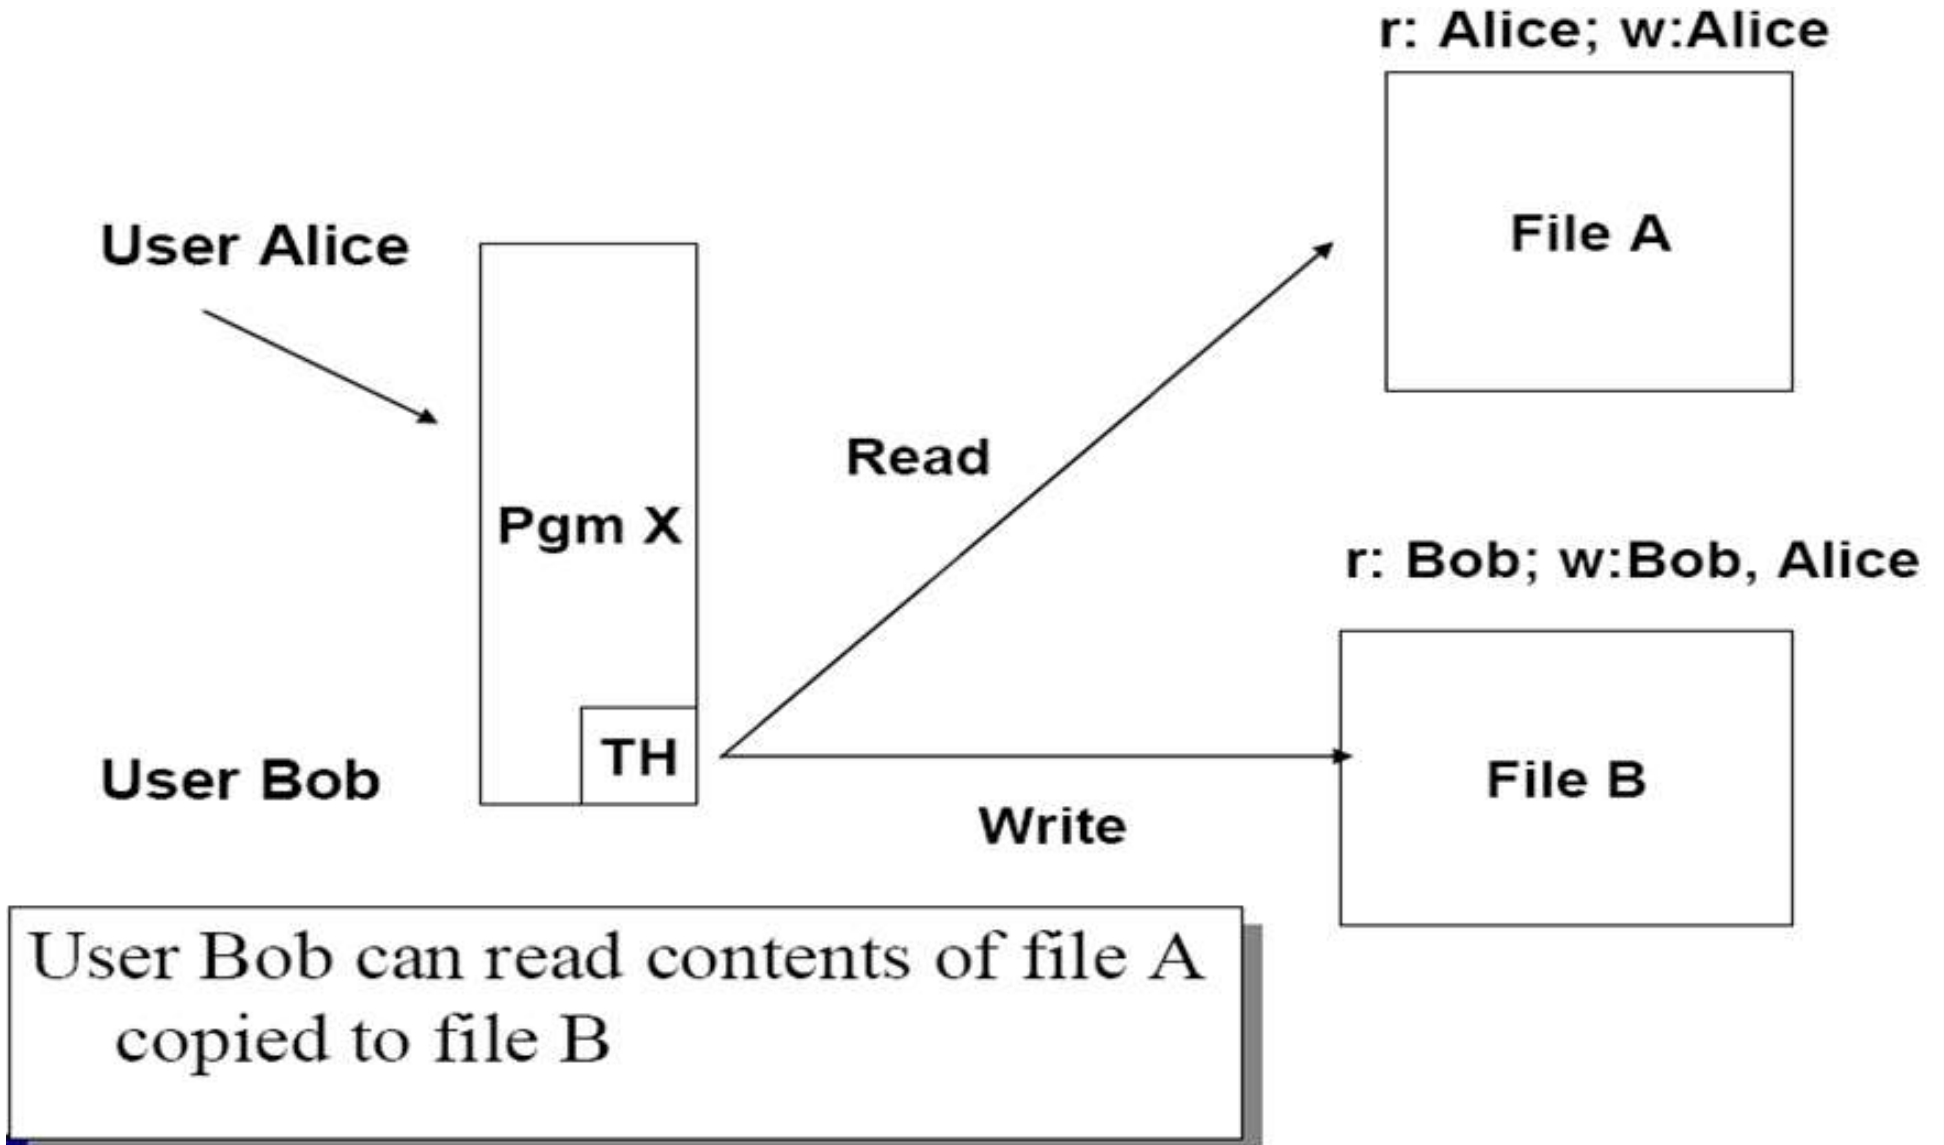 r: Alice; w:Alice
File A
User Alice
Read
Pgm X
r: Bob; w:Bob, Alice
TH
User Bob
File B
Write
User Bob can read contents of file A
copied to file B